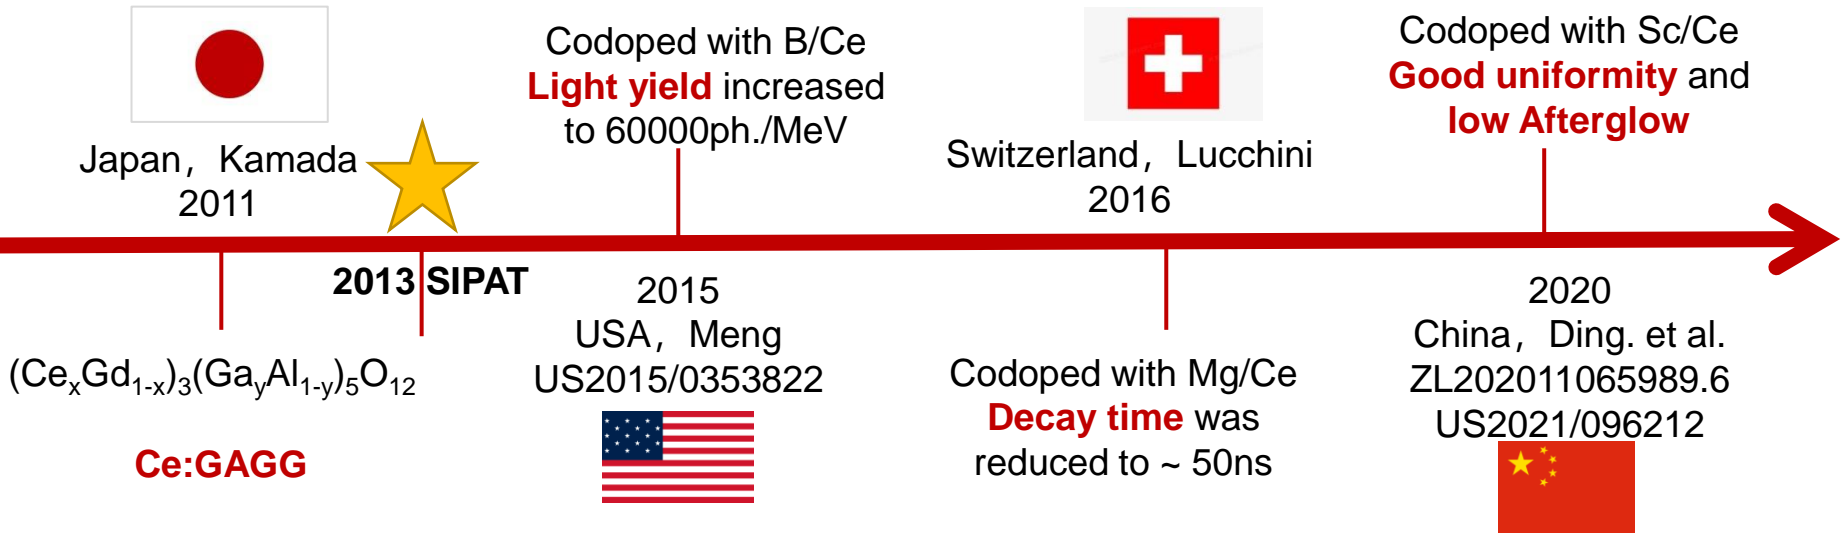 Japan，Kamada
2011
(CeₓGd₁₋ₓ)₃(GaᵧAl₁₋ᵧ)₅O₁₂
Ce:GAGG
2013 SIPAT
Codoped with B/Ce
Light yield increased
to 60000ph./MeV
2015
USA，Meng
US2015/0353822
Switzerland，Lucchini
2016
Codoped with Mg/Ce
Decay time was
reduced to ~ 50ns
Codoped with Sc/Ce
Good uniformity and
low Afterglow
2020
China，Ding. et al.
ZL202011065989.6
US2021/096212